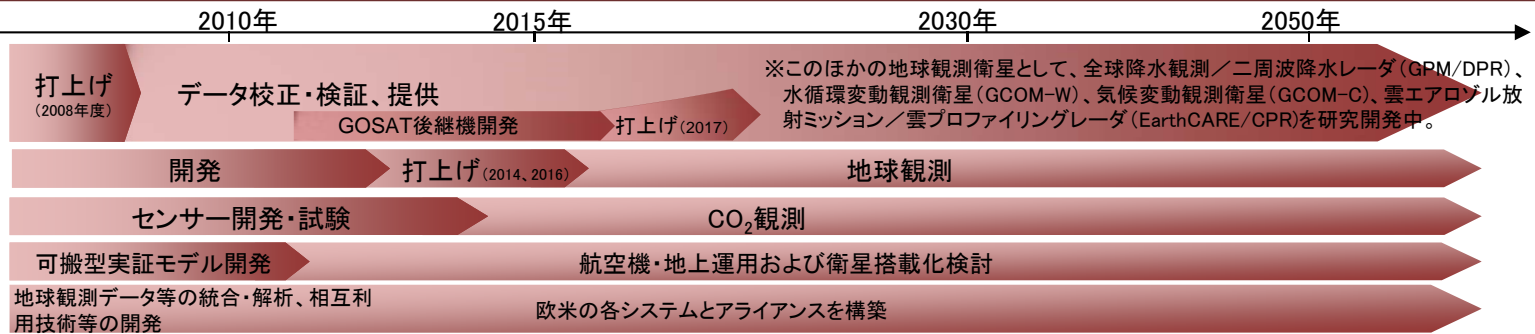 2010年 2015年 2030年 2050年
打上げ
(2008年度)
データ校正・検証、提供
GOSAT後継機開発
打上げ(2017)
※このほかの地球観測衛星として、全球降水観測／二周波降水レーダ(GPM/DPR)、
水循環変動観測衛星(GCOM-W)、気候変動観測衛星(GCOM-C)、雲エアロゾル放
射ミッション／雲プロファイリングレーダ(EarthCARE/CPR)を研究開発中。
開発 打上げ(2014、2016) 地球観測
センサー開発・試験 CO₂観測
可搬型実証モデル開発 航空機・地上運用および衛星搭載化検討
地球観測データ等の統合・解析、相互利
用技術等の開発
欧米の各システムとアライアンスを構築